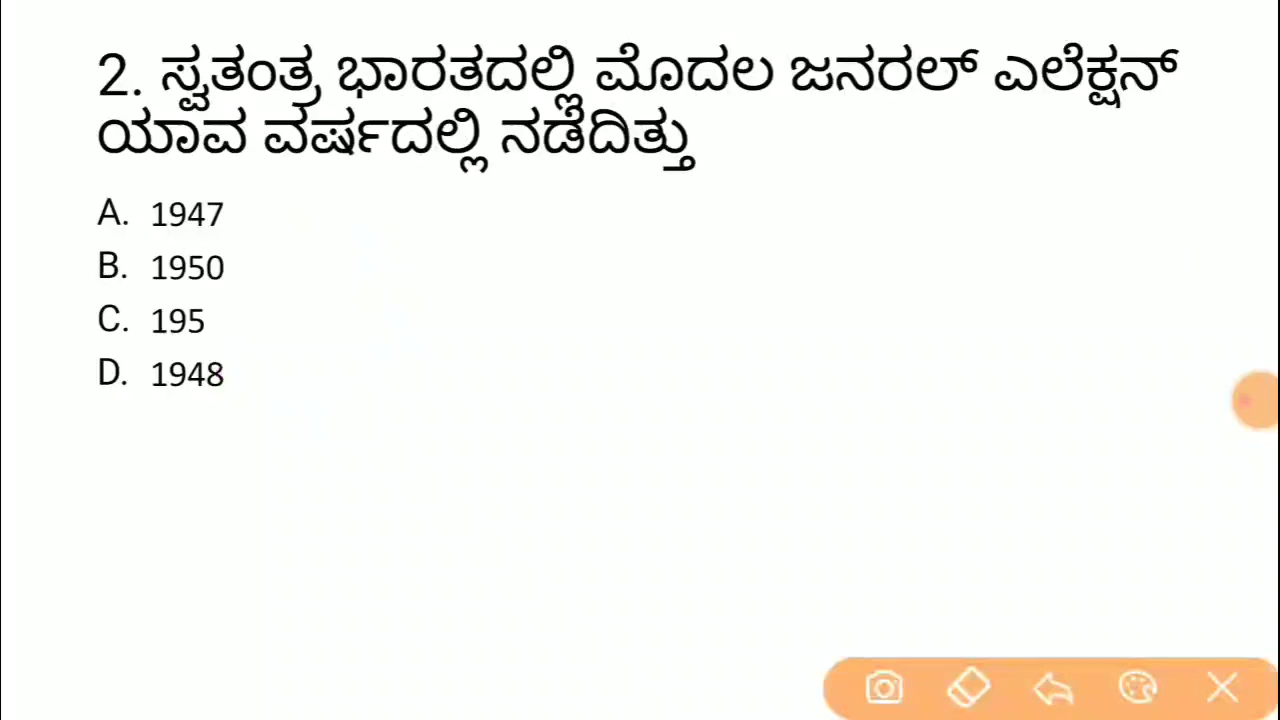 2. ಸ್ವತಂತ್ರ ಭಾರತದಲ್ಲಿ ಮೊದಲ ಜನರಲ್ ಎಲೆಕ್ಷನ್
ಯಾವ ವರ್ಷದಲ್ಲಿ ನಡೆದಿತ್ತು
A. 1947
B. 1950
C. 195
D. 1948